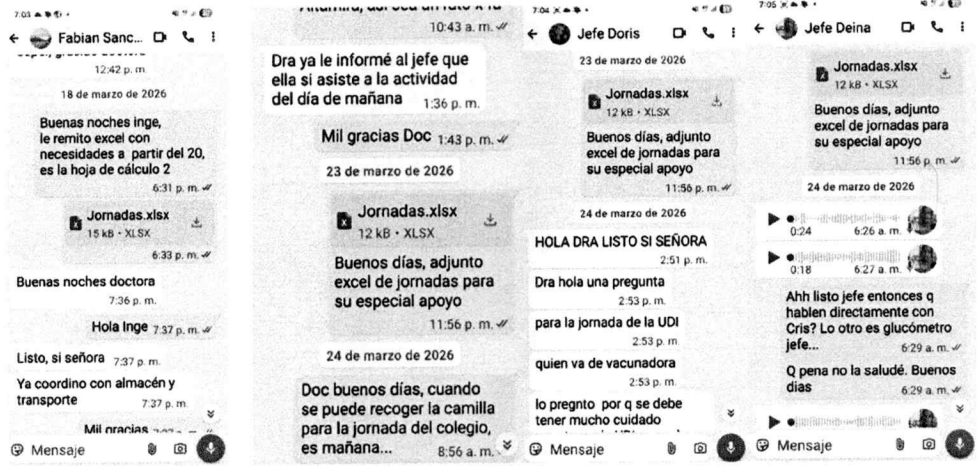 7:03
Fabian Sanc...
12:42 p. m.
18 de marzo de 2026
Buenas noches inge,
le remito excel con
necesidades a partir del 20,
es la hoja de cálculo 2
6:31 p. m.
Jornadas.xlsx
15 kB • XLSX
6:33 p. m.
Buenas noches doctora
7:36 p. m.
Hola Inge 7:37 p. m.
Listo, si señora 7:37 p. m.
Ya coordino con almacén y
transporte 7:37 p. m.
Mil gracias
Mensaje
10:43 a. m.
Dra ya le informé al jefe que
ella si asiste a la actividad
del día de mañana 1:36 p. m.
Mil gracias Doc 1:43 p. m.
23 de marzo de 2026
Jornadas.xlsx
12 kB • XLSX
Buenos días, adjunto
excel de jornadas para
su especial apoyo
11:56 p. m.
24 de marzo de 2026
Doc buenos días, cuando
se puede recoger la camilla
para la jornada del colegio,
es mañana... 8:56 a. m.
7:04
Jefe Doris
23 de marzo de 2026
Jornadas.xlsx
12 kB • XLSX
Buenos días, adjunto
excel de jornadas para
su especial apoyo
11:56 p. m.
24 de marzo de 2026
HOLA DRA LISTO SI SEÑORA
2:51 p. m.
Dra hola una pregunta
2:53 p. m.
para la jornada de la UDI
2:53 p. m.
quien va de vacunadora
2:53 p. m.
lo pregnto por q se debe
tener mucho cuidado
Mensaje
7:05
Jefe Deina
Jornadas.xlsx
12 kB • XLSX
Buenos días, adjunto
excel de jornadas para
su especial apoyo
11:56 p. m.
24 de marzo de 2026
0:24 6:26 a. m.
0:18 6:27 a. m.
Ahh listo jefe entonces q
hablen directamente con
Cris? Lo otro es glucómetro
jefe... 6:29 a. m.
Q pena no la saludé. Buenos
dias 6:29 a. m.
Mensaje